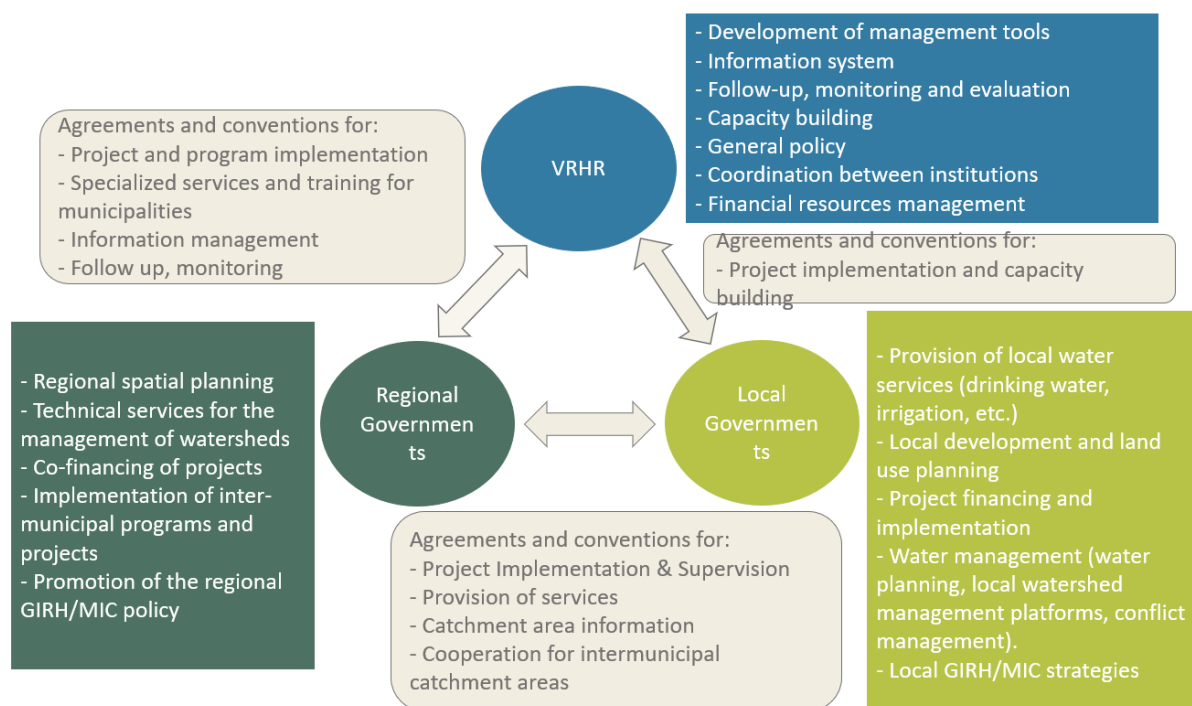 - Development of management tools
- Information system
- Follow-up, monitoring and evaluation
- Capacity building
- General policy
- Coordination between institutions
- Financial resources management
VRHR
Agreements and conventions for:
- Project and program implementation
- Specialized services and training for
municipalities
- Information management
- Follow up, monitoring
Agreements and conventions for:
- Project implementation and capacity
building
- Regional spatial planning
- Technical services for the
management of watersheds
- Co-financing of projects
- Implementation of inter-
municipal programs and
projects
- Promotion of the regional
GIRH/MIC policy
Regional
Governmen
ts
Local
Governmen
ts
- Provision of local water
services (drinking water,
irrigation, etc.)
- Local development and land
use planning
- Project financing and
implementation
- Water management (water
planning, local watershed
management platforms, conflict
management).
- Local GIRH/MIC strategies
Agreements and conventions for:
- Project Implementation & Supervision
- Provision of services
- Catchment area information
- Cooperation for intermunicipal
catchment areas